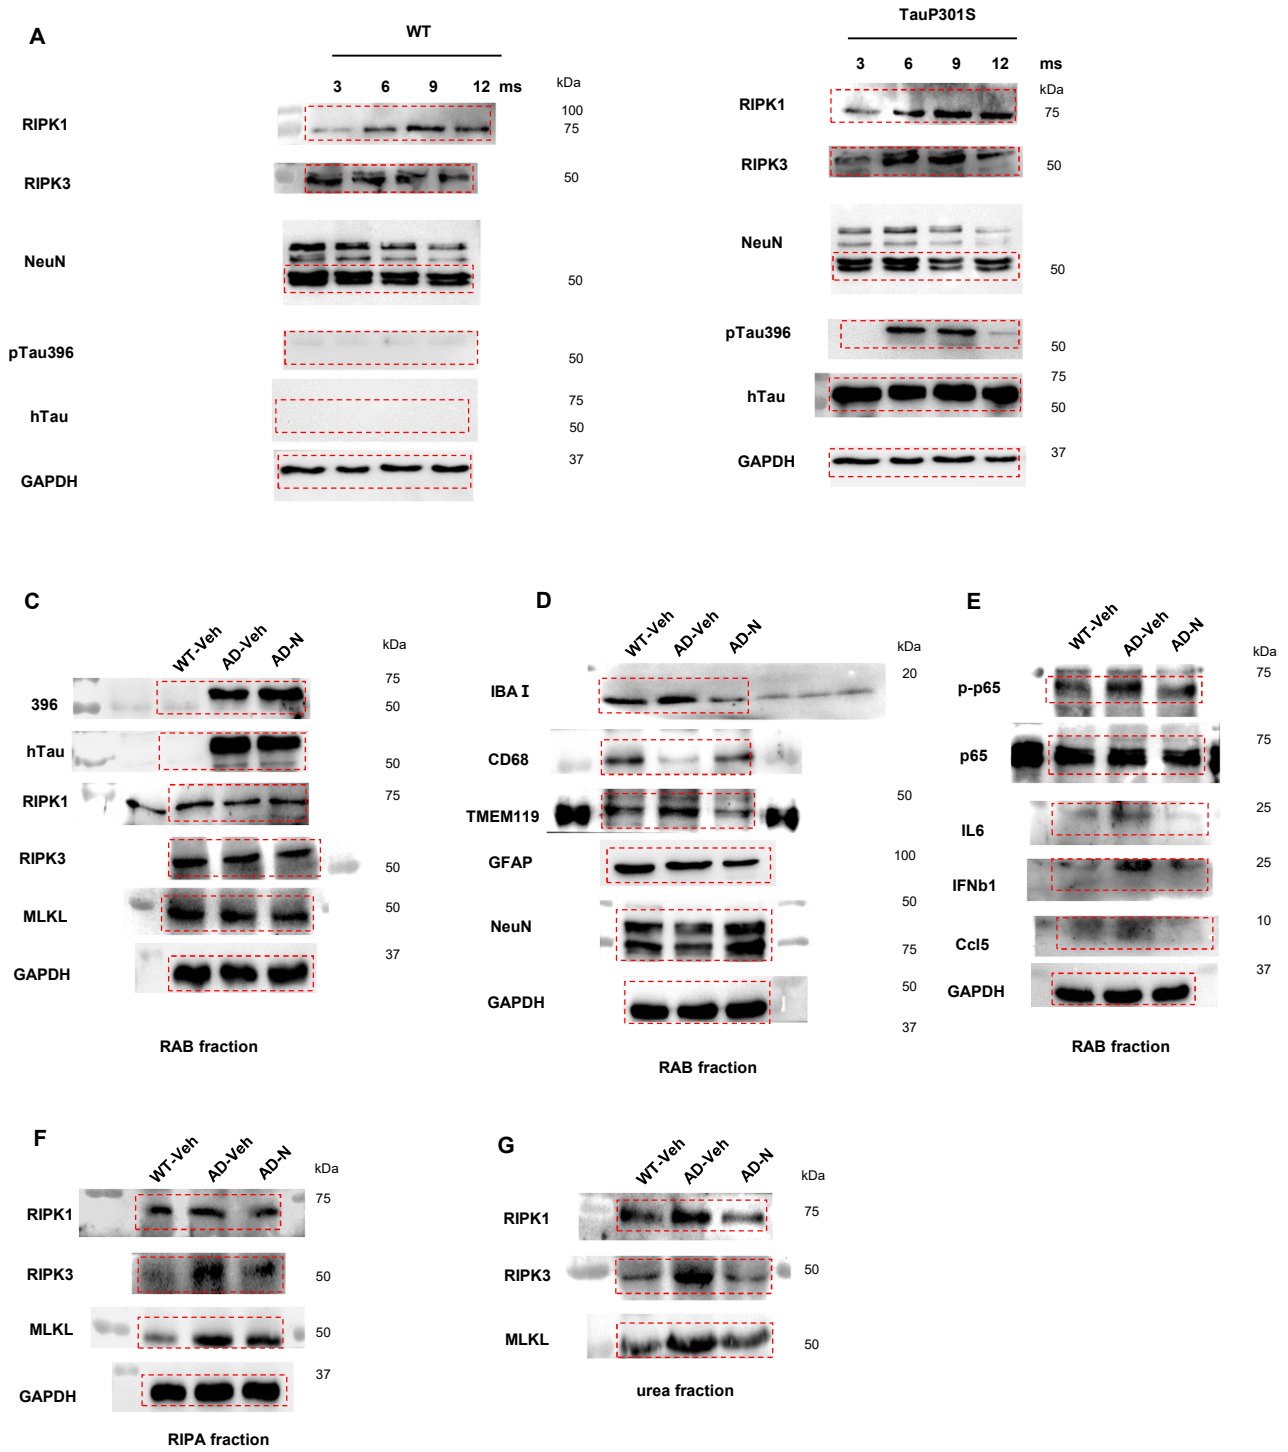 A
WT
3 6 9 12 ms
kDa
RIPK1
100
75
RIPK3
50
NeuN
50
pTau396
50
hTau
75
50
GAPDH
37
TauP301S
3 6 9 12 ms
kDa
RIPK1
75
RIPK3
50
NeuN
50
pTau396
50
hTau
75
50
GAPDH
37
C
WT-Veh AD-Veh AD-N
kDa
396
75
50
hTau
50
RIPK1
75
RIPK3
50
MLKL
50
GAPDH
37
RAB fraction
D
WT-Veh AD-Veh AD-N
kDa
IBA I
20
CD68
TMEM119
50
GFAP
100
50
NeuN
75
GAPDH
50
37
RAB fraction
E
WT-Veh AD-Veh AD-N
kDa
p-p65
75
p65
75
IL6
25
IFNb1
25
Ccl5
10
GAPDH
37
RAB fraction
F
WT-Veh AD-Veh AD-N
kDa
RIPK1
75
RIPK3
50
MLKL
50
GAPDH
37
RIPA fraction
G
WT-Veh AD-Veh AD-N
kDa
RIPK1
75
RIPK3
50
MLKL
50
urea fraction